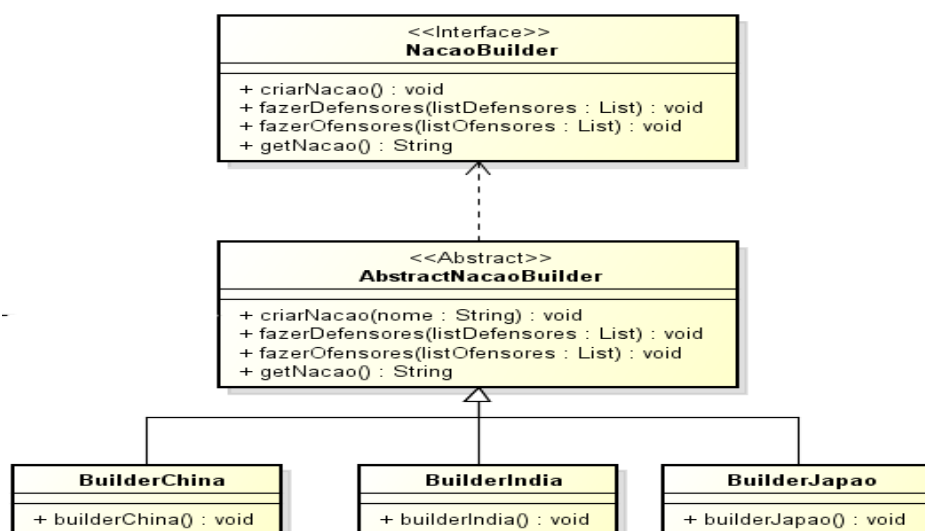 <<Interface>>
NacaoBuilder
+ criarNacao() : void
+ fazerDefensores(listDefensores : List) : void
+ fazerOfensores(listOfensores : List) : void
+ getNacao() : String
<<Abstract>>
AbstractNacaoBuilder
+ criarNacao(nome : String) : void
+ fazerDefensores(listDefensores : List) : void
+ fazerOfensores(listOfensores : List) : void
+ getNacao() : String
BuilderChina
+ builderChina() : void
BuilderIndia
+ builderIndia() : void
BuilderJapao
+ builderJapao() : void